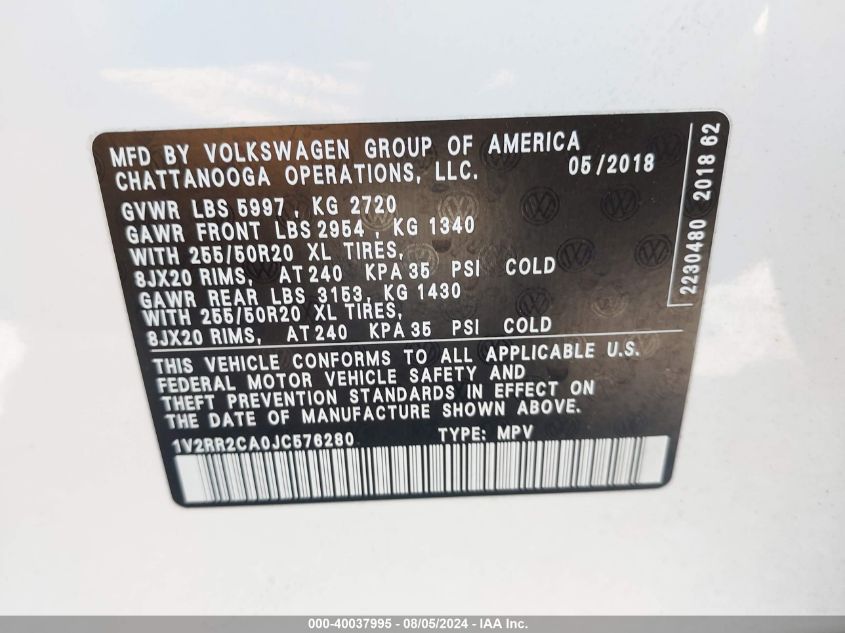 MFD BY VOLKSWAGEN GROUP OF AMERICA
CHATTANOOGA OPERATIONS, LLC. 05/2018
GVWR LBS 5997, KG 2720
GAWR FRONT LBS 2954, KG 1340
WITH 255/50R20 XL TIRES,
8JX20 RIMS, AT 240 KPA 35 PSI COLD
GAWR REAR LBS 3153, KG 1430
WITH 255/50R20 XL TIRES,
8JX20 RIMS, AT 240 KPA 35 PSI COLD
2230480 2018 62
THIS VEHICLE CONFORMS TO ALL APPLICABLE U.S.
FEDERAL MOTOR VEHICLE SAFETY AND
THEFT PREVENTION STANDARDS IN EFFECT ON
THE DATE OF MANUFACTURE SHOWN ABOVE.
1V2RR2CA0JC576280 TYPE: MPV
000-40037995 - 08/05/2024 - IAA Inc.